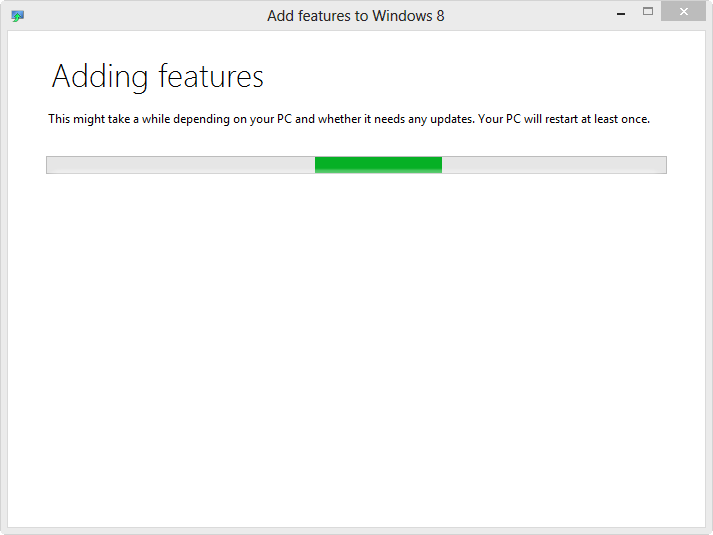 Add features to Windows 8
Adding features
This might take a while depending on your PC and whether it needs any updates. Your PC will restart at least once.